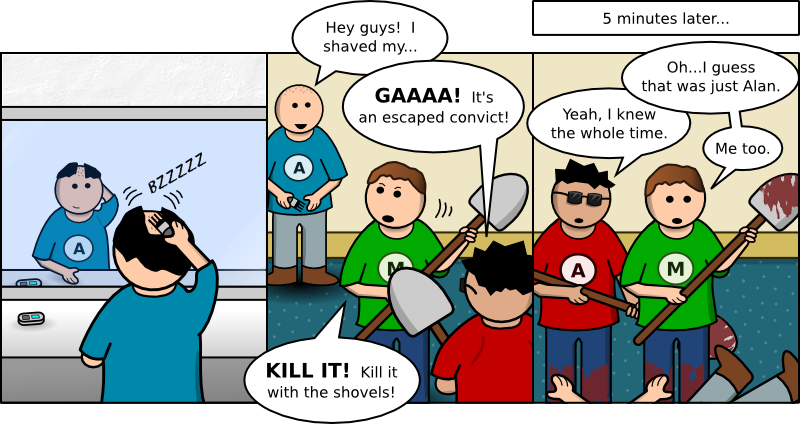 A
BZZZZZ
Hey guys!  I
shaved my...
A
GAAAA!  It's
an escaped convict!
M
KILL IT!  Kill it
with the shovels!
5 minutes later...
Oh...I guess
that was just Alan.
Yeah, I knew
the whole time.
Me too.
A
M